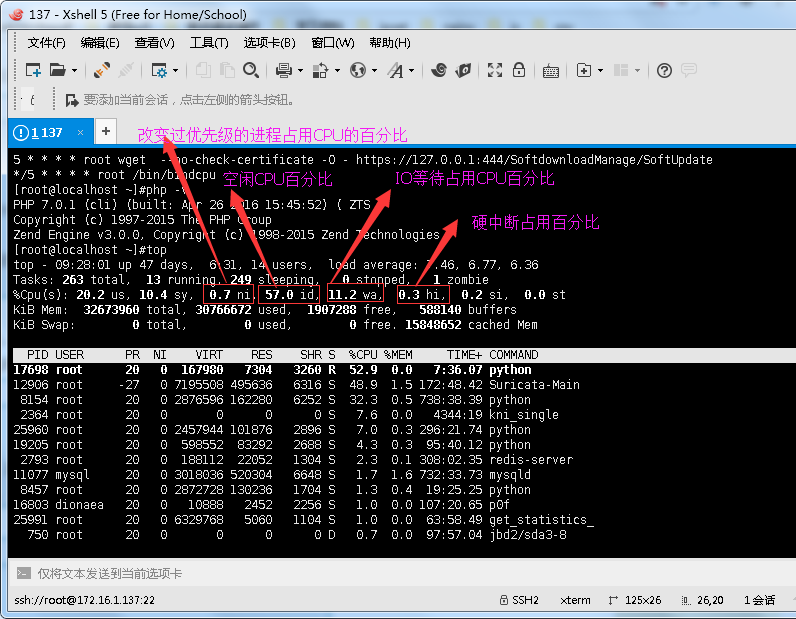 137 - Xshell 5 (Free for Home/School)
文件(F) 编辑(E) 查看(V) 工具(T) 选项卡(B) 窗口(W) 帮助(H)
要添加当前会话，点击左侧的箭头按钮。
1 137 × +
改变过优先级的进程占用CPU的百分比
5 * * * * root wget --no-check-certificate -O - https://127.0.0.1:444/SoftdownloadManage/SoftUpdate
*/5 * * * * root /bin/bindcpu
空闲CPU百分比
IO等待占用CPU百分比
[root@localhost ~]#php -v
PHP 7.0.1 (cli) (built: Apr 26 2016 15:45:52) ( ZTS
Copyright (c) 1997-2015 The PHP Group
硬中断占用百分比
Zend Engine v3.0.0, Copyright (c) 1998-2015 Zend Technologies
[root@localhost ~]#top
top - 09:28:01 up 47 days, 6:31, 14 users, load average: .46, 6.77, 6.36
Tasks: 263 total, 13 running, 249 sleeping, 0 stopped, 1 zombie
%Cpu(s): 20.2 us, 10.4 sy, 0.7 ni, 57.0 id, 11.2 wa, 0.3 hi, 0.2 si, 0.0 st
KiB Mem: 32673960 total, 30766672 used, 1907288 free, 588140 buffers
KiB Swap: 0 total, 0 used, 0 free. 15848652 cached Mem
PID USER PR NI VIRT RES SHR S %CPU %MEM TIME+ COMMAND
17698 root 20 0 167980 7304 3260 R 52.9 0.0 7:36.07 python
12906 root -27 0 7195508 495636 6316 S 48.9 1.5 172:48.42 Suricata-Main
8154 root 20 0 2876596 162280 6252 S 32.3 0.5 738:38.39 python
2364 root 20 0 0 0 0 S 7.6 0.0 4344:19 kni_single
25960 root 20 0 2457944 101876 2896 S 7.0 0.3 296:21.74 python
19205 root 20 0 598552 83292 2688 S 4.3 0.3 95:40.12 python
2793 root 20 0 188112 22052 1304 S 2.3 0.1 308:02.35 redis-server
11077 mysql 20 0 3018036 520304 6648 S 1.7 1.6 732:33.73 mysqld
8457 root 20 0 2872728 130236 1704 S 1.3 0.4 19:25.25 python
16803 dionaea 20 0 10888 2452 2256 S 1.0 0.0 107:20.65 p0f
25991 root 20 0 6329768 5060 1104 S 1.0 0.0 63:58.49 get_statistics_
750 root 20 0 0 0 0 D 0.7 0.0 97:57.04 jbd2/sda3-8
仅将文本发送到当前选项卡
ssh://root@172.16.1.137:22 SSH2 xterm 125x26 26,20 1 会话